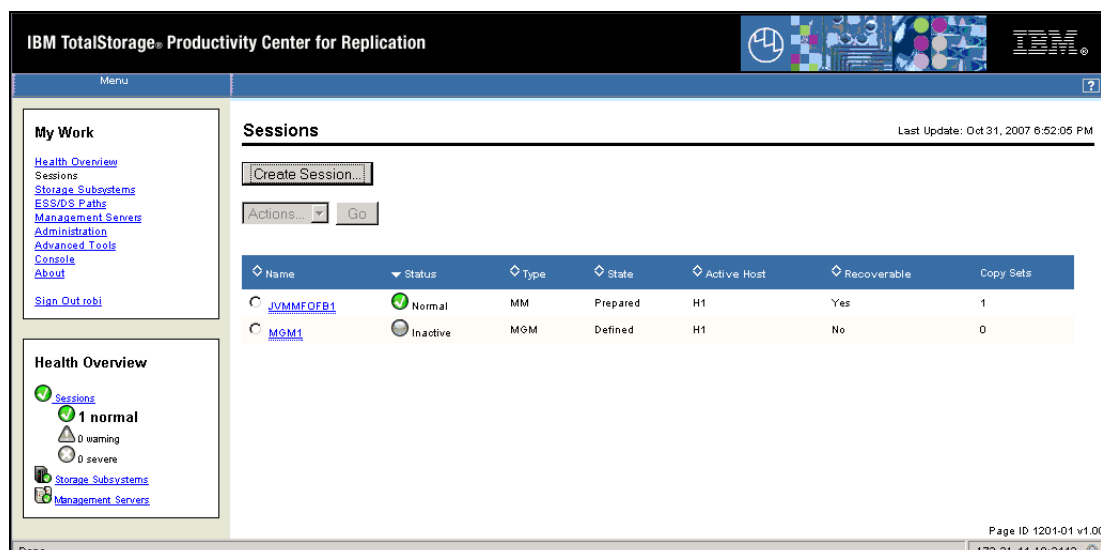 IBM TotalStorage® Productivity Center for Replication
IBM®
Menu
?
My Work
Health Overview
Sessions
Storage Subsystems
ESS/DS Paths
Management Servers
Administration
Advanced Tools
Console
About
Sign Out robi
Sessions
Last Update: Oct 31, 2007 6:52:05 PM
Create Session...
Actions... Go
Name Status Type State Active Host Recoverable Copy Sets
JVMMFOFB1 Normal MM Prepared H1 Yes 1
MGM1 Inactive MGM Defined H1 No 0
Health Overview
Sessions
1 normal
0 warning
0 severe
Storage Subsystems
Management Servers
Page ID 1201-01 v1.00